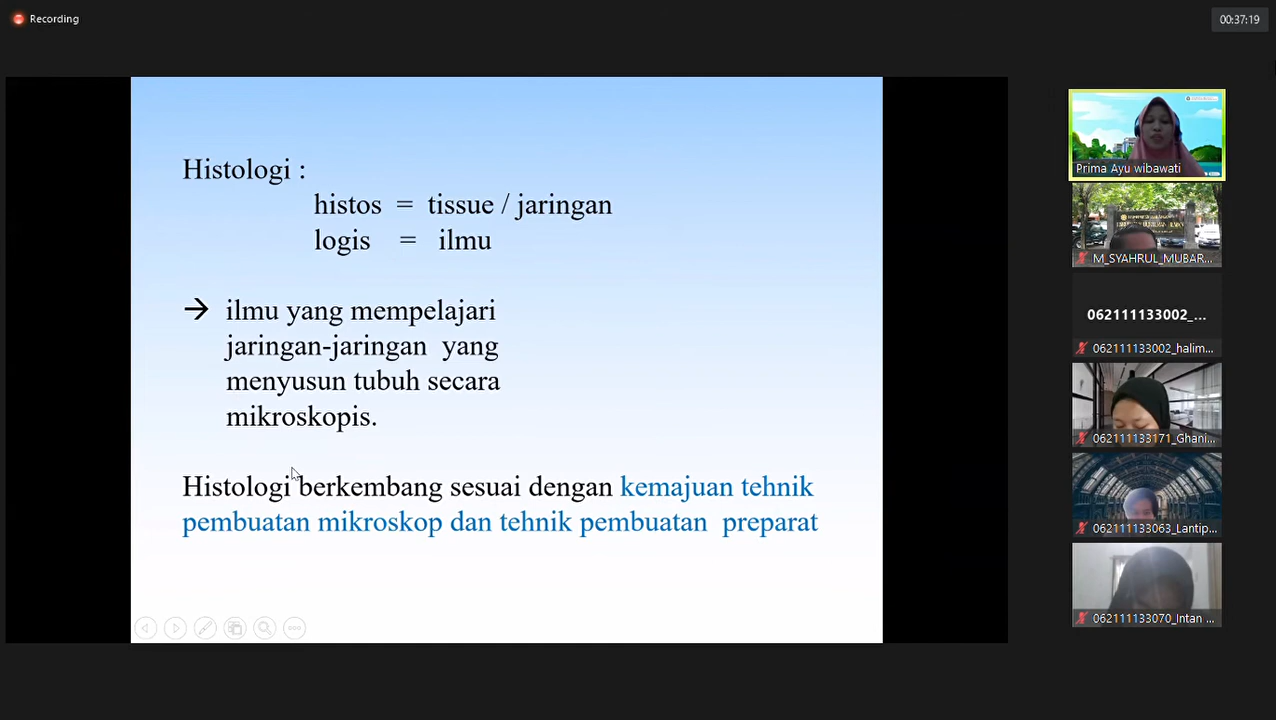 Recording
00:37:19
Histologi :
histos = tissue / jaringan
logis = ilmu
→ ilmu yang mempelajari
jaringan-jaringan yang
menyusun tubuh secara
mikroskopis.
Histologi berkembang sesuai dengan kemajuan tehnik
pembuatan mikroskop dan tehnik pembuatan preparat
Prima Ayu wibawati
M_SYAHRUL_MUBAR...
062111133002_...
062111133002_halim...
062111133171_Ghani...
062111133063_Lantip...
062111133070_Intan ...